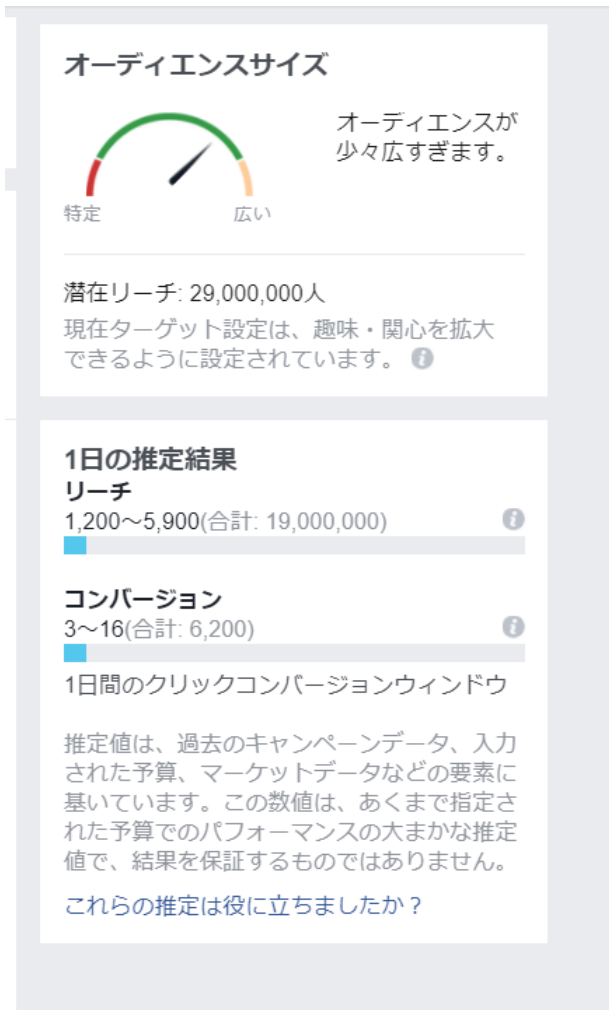 オーディエンスサイズ
オーディエンスが
少々広すぎます。
特定
広い
潜在リーチ: 29,000,000人
現在ターゲット設定は、趣味・関心を拡大
できるように設定されています。
1日の推定結果
リーチ
1,200〜5,900(合計: 19,000,000)
コンバージョン
3〜16(合計: 6,200)
1日間のクリックコンバージョンウィンドウ
推定値は、過去のキャンペーンデータ、入力
された予算、マーケットデータなどの要素に
基いています。この数値は、あくまで指定さ
れた予算でのパフォーマンスの大まかな推定
値で、結果を保証するものではありません。
これらの推定は役に立ちましたか？